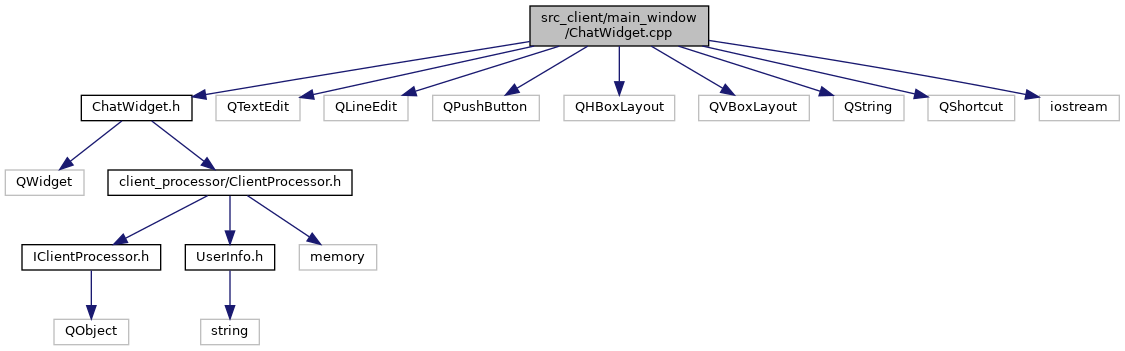 src_client/main_window
/ChatWidget.cpp
ChatWidget.h
QTextEdit
QLineEdit
QPushButton
QHBoxLayout
QVBoxLayout
QString
QShortcut
iostream
QWidget
client_processor/ClientProcessor.h
IClientProcessor.h
UserInfo.h
memory
QObject
string